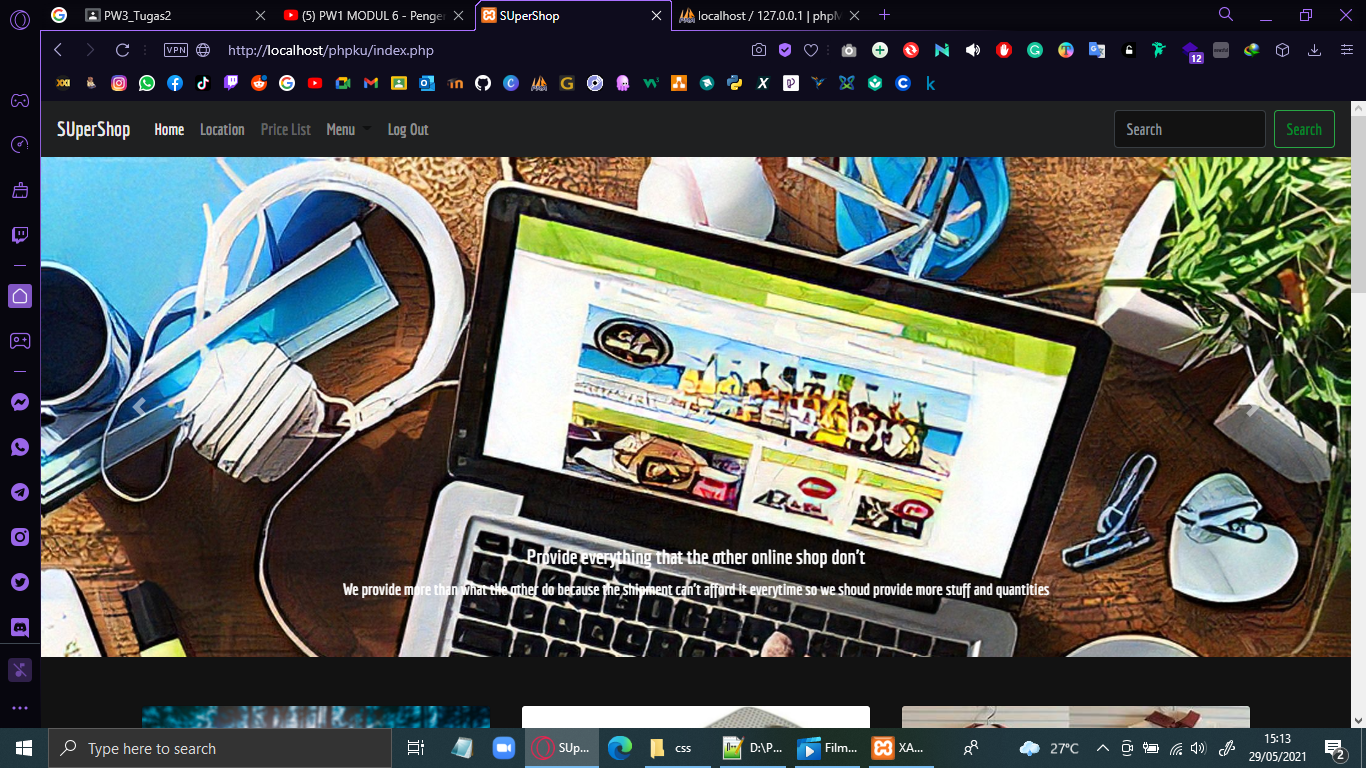 PW3_Tugas2
(5) PW1 MODUL 6 - Penge
SUperShop
localhost / 127.0.0.1 | phpM
VPN
http://localhost/phpku/index.php
12
SUperShop
Home
Location
Price List
Menu
Log Out
Search
Search
Provide everything that the other online shop don't
We provide more than what the other do because the shipment can't afford it everytime so we shoud provide more stuff and quantities
Type here to search
SUp...
css
D:\P...
Film...
XA...
27°C
15:13
29/05/2021
2